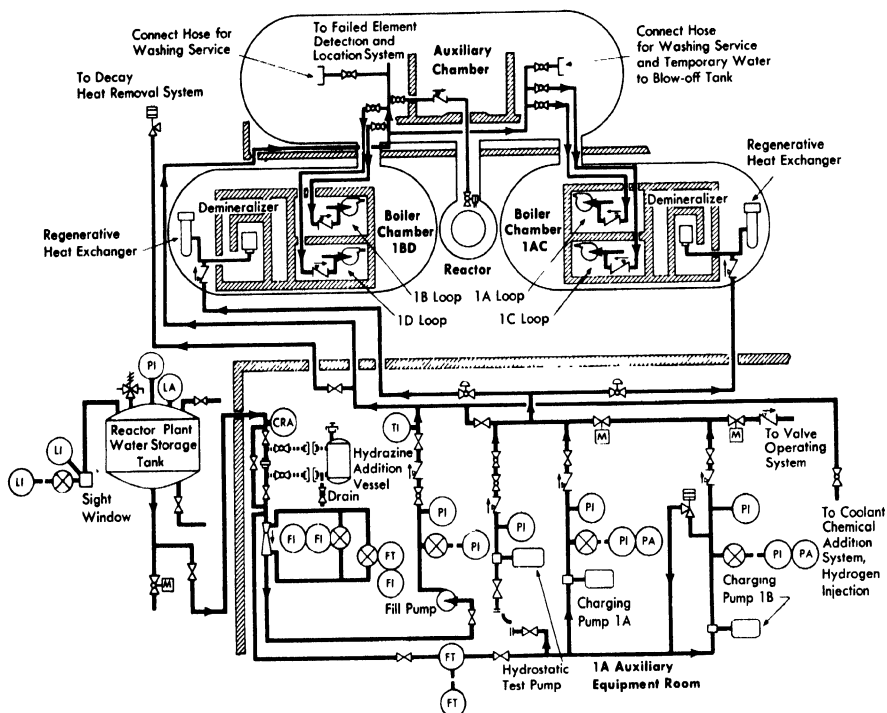 Connect Hose for
Washing Service
To Failed Element
Detection and
Location System
Auxiliary
Chamber
Connect Hose
for Washing Service
and Temporary Water
to Blow-off Tank
To Decay
Heat Removal System
Regenerative
Heat Exchanger
Demineralizer
Boiler
Chamber
1BD
Reactor
Boiler
Chamber
1AC
Demineralizer
Regenerative
Heat Exchanger
1B Loop
1A Loop
1D Loop
1C Loop
PI
LA
Reactor Plant
Water Storage
Tank
LI
LI
Sight
Window
M
CRA
Hydrazine
Addition
Vessel
Drain
TI
M
M
To Valve
Operating
System
FI
FI
FT
FI
PI
PI
PI
PI
PI
PA
PI
PI
PA
To Coolant
Chemical
Addition
System,
Hydrogen
Injection
Fill Pump
Charging
Pump 1A
Charging
Pump 1B
FT
FT
Hydrostatic
Test Pump
1A Auxiliary
Equipment Room